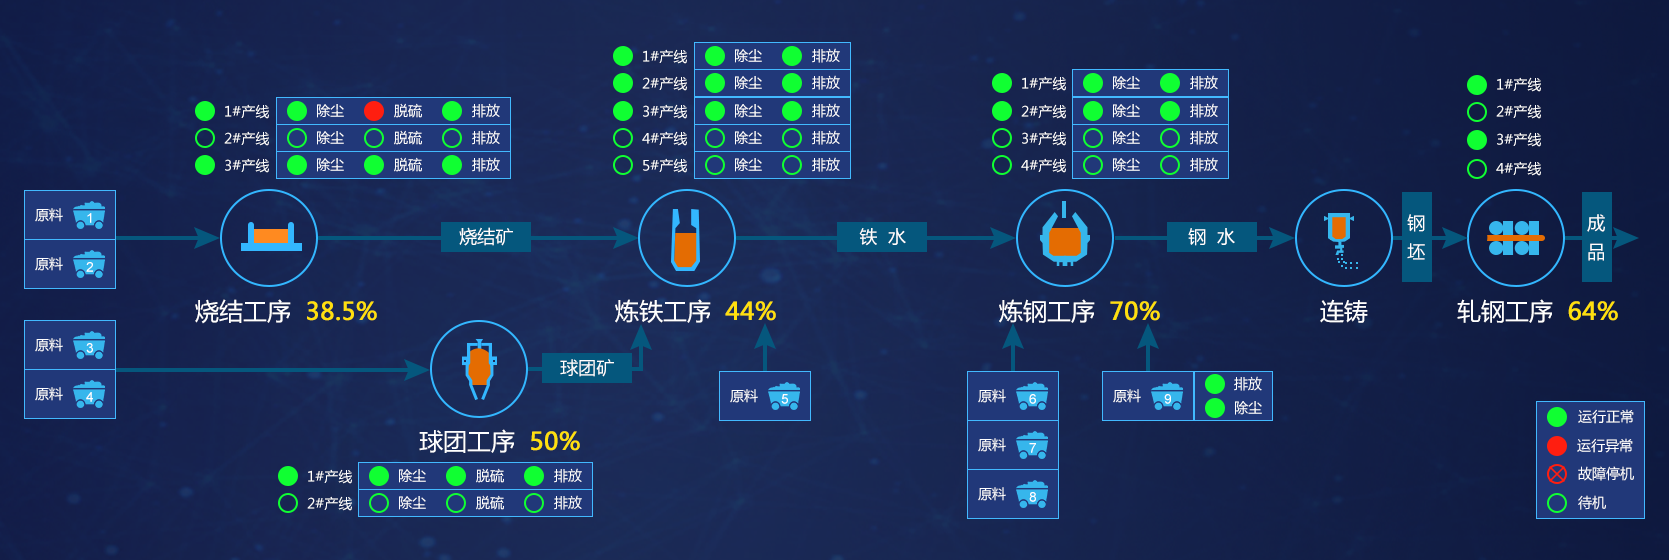 1#产线 除尘 脱硫 排放
2#产线 除尘 脱硫 排放
3#产线 除尘 脱硫 排放
1#产线 除尘 排放
2#产线 除尘 排放
3#产线 除尘 排放
4#产线 除尘 排放
5#产线 除尘 排放
1#产线 除尘 排放
2#产线 除尘 排放
3#产线 除尘 排放
4#产线 除尘 排放
1#产线
2#产线
3#产线
4#产线
原料 1
原料 2
烧结矿
铁 水
钢 水
钢坯
成品
烧结工序 38.5%
炼铁工序 44%
炼钢工序 70%
连铸
轧钢工序 64%
原料 3
原料 4
球团矿
球团工序 50%
1#产线 除尘 脱硫 排放
2#产线 除尘 脱硫 排放
原料 5
原料 6
原料 7
原料 8
原料 9
排放
除尘
运行正常
运行异常
故障停机
待机